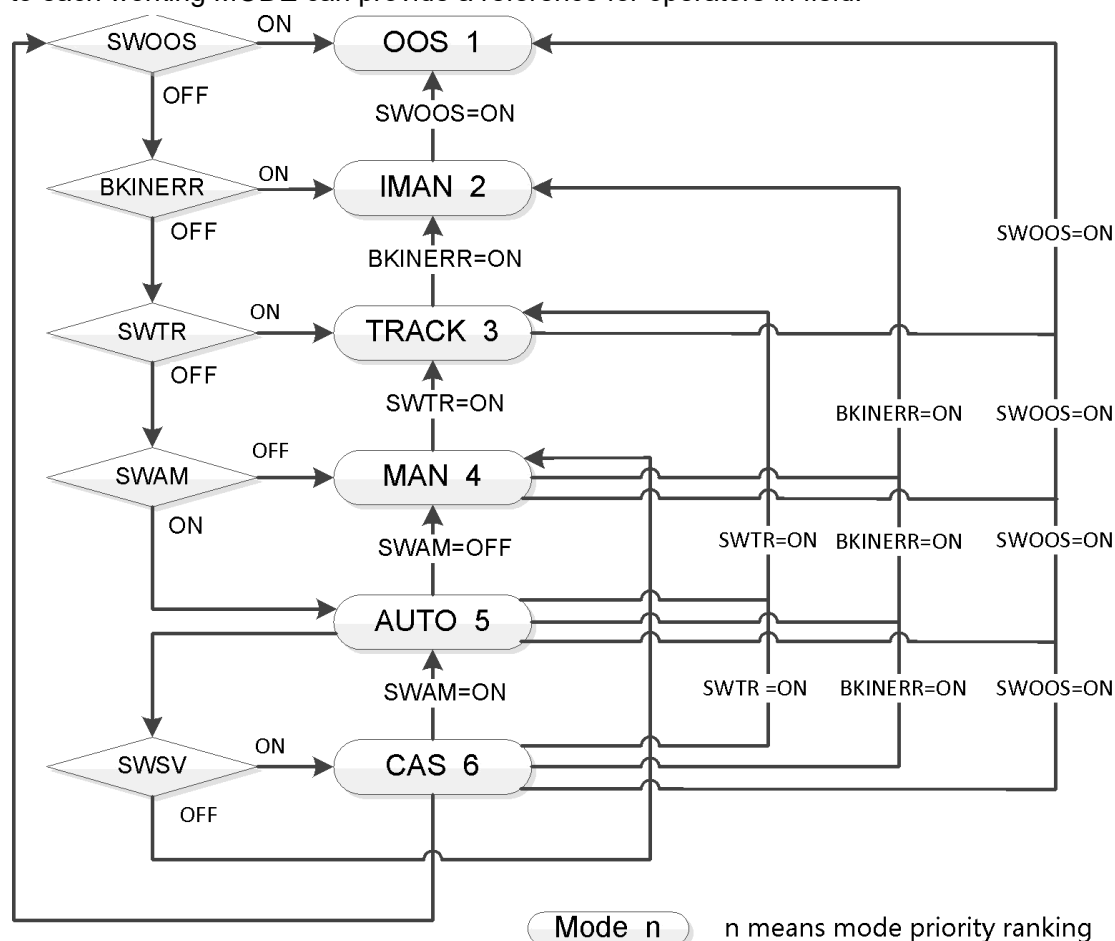 to each working MODE can provide a reference for operators in field.
SWOOS
ON
OOS 1
OFF
SWOOS=ON
BKINERR
ON
IMAN 2
OFF
SWOOS=ON
BKINERR=ON
SWTR
ON
TRACK 3
OFF
SWTR=ON
BKINERR=ON
SWOOS=ON
SWAM
OFF
MAN 4
ON
SWAM=OFF
SWTR=ON
BKINERR=ON
SWOOS=ON
AUTO 5
SWAM=ON
SWTR =ON
BKINERR=ON
SWOOS=ON
SWSV
ON
CAS 6
OFF
Mode n
n means mode priority ranking